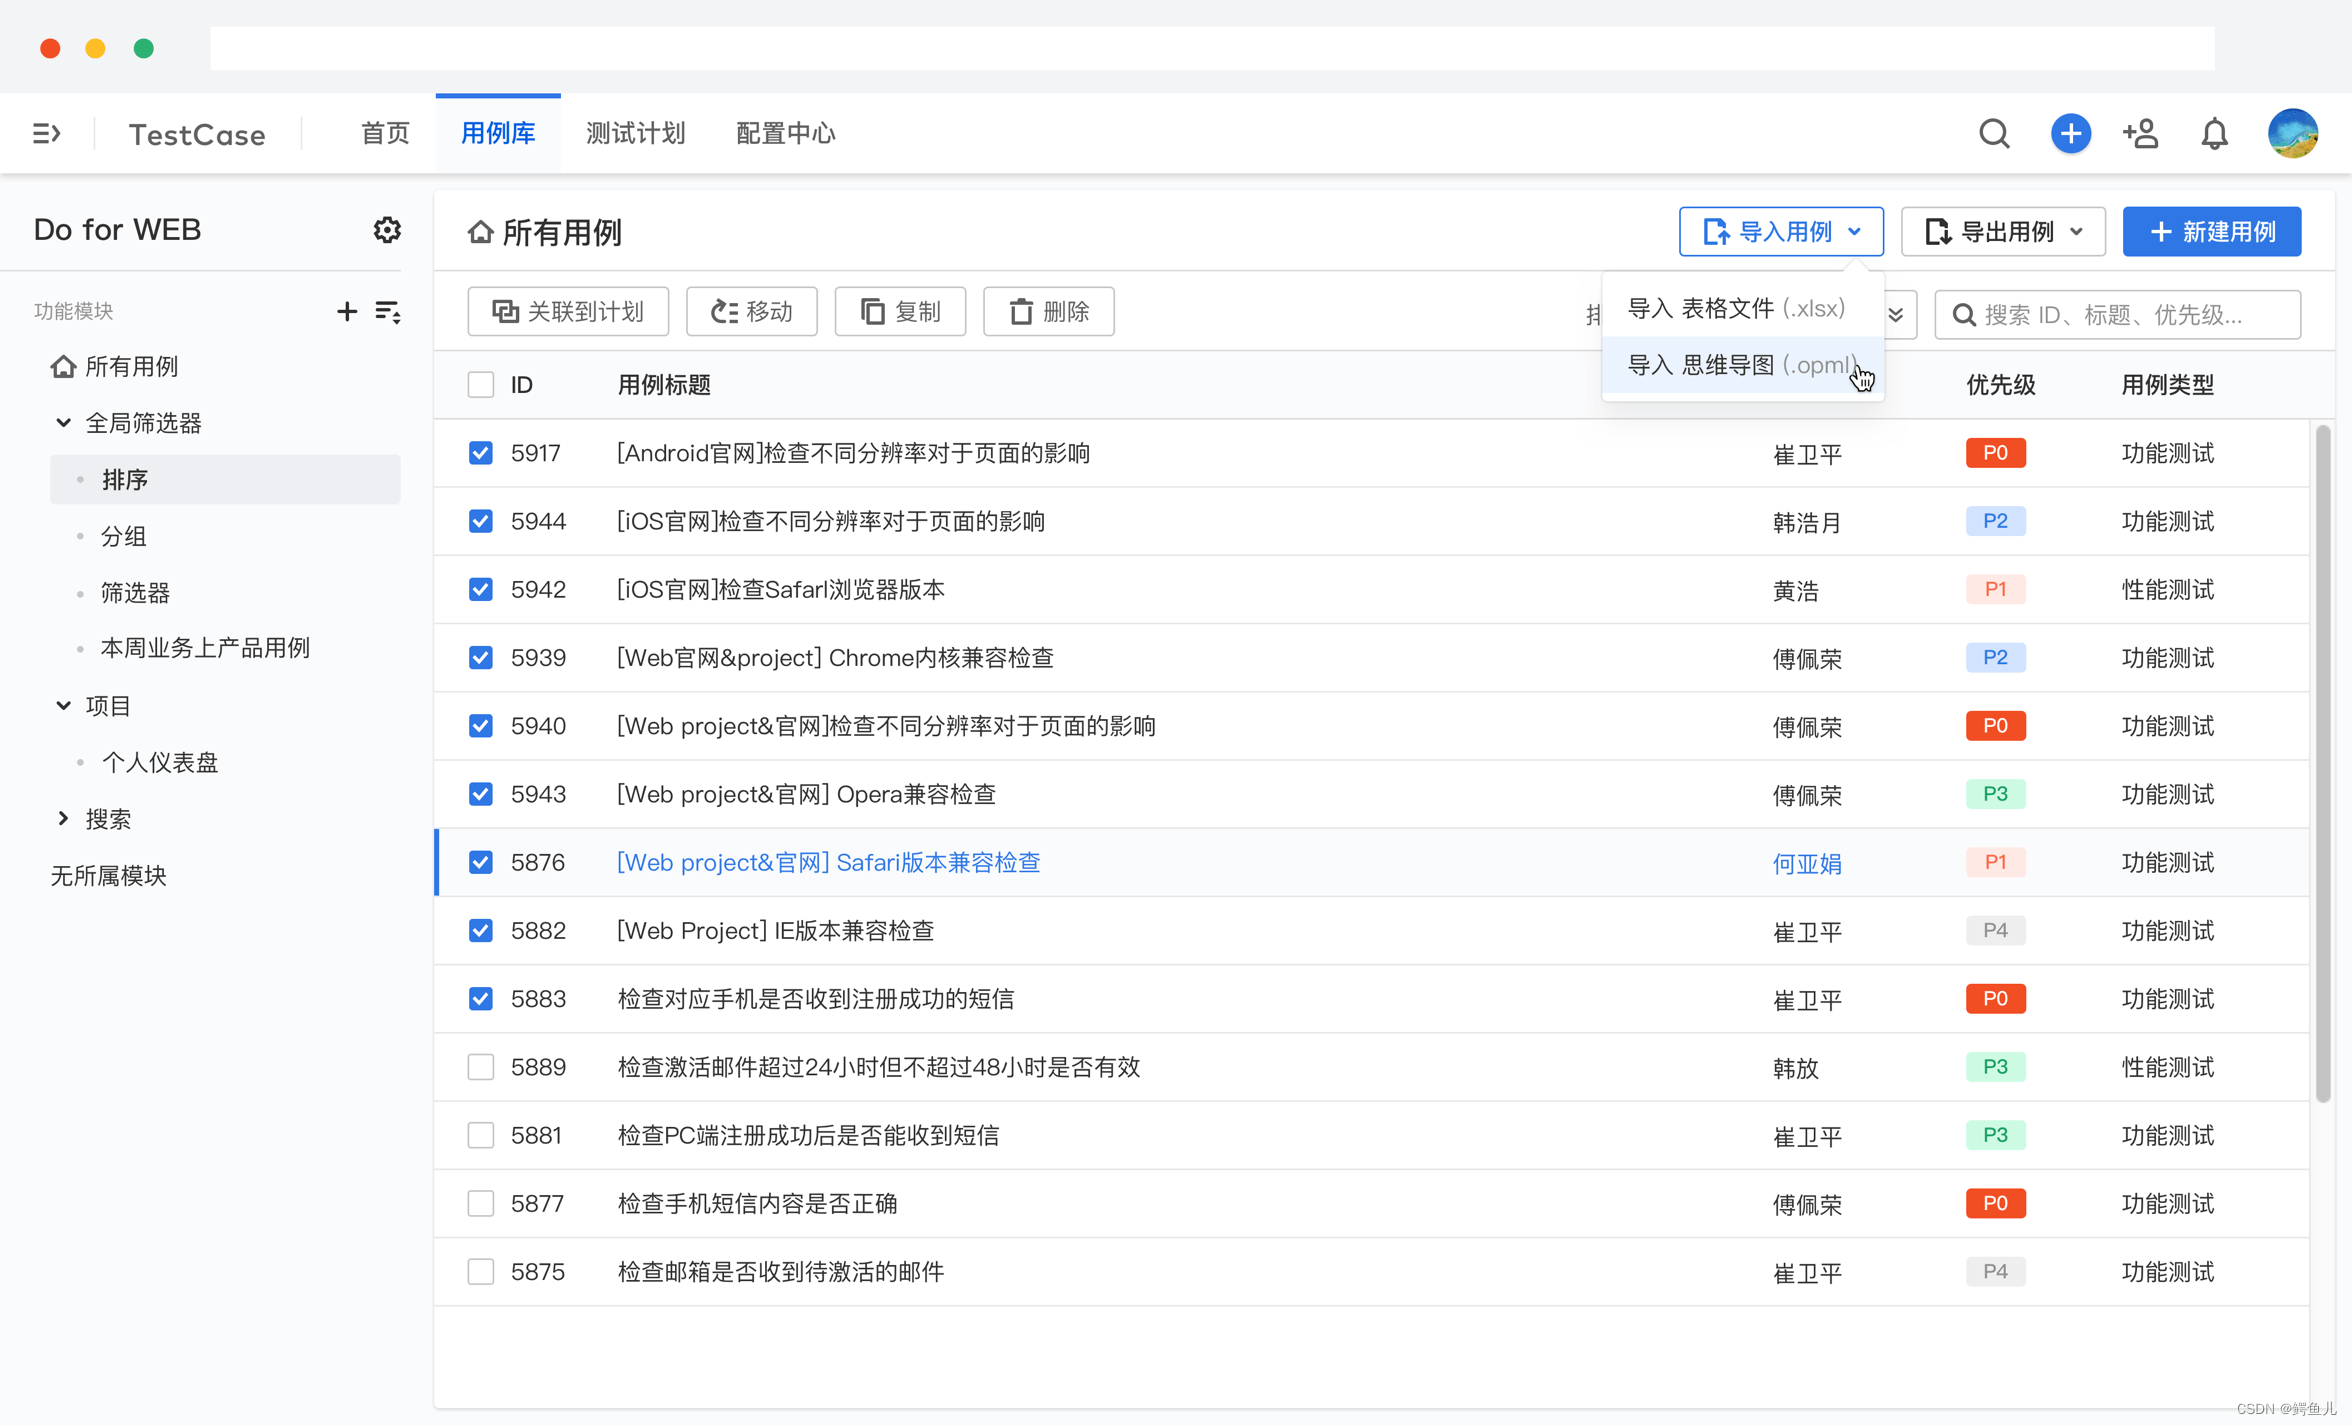 TestCase 首页 用例库 测试计划 配置中心
Do for WEB
所有用例 导入用例 导出用例 新建用例
功能模块
关联到计划 移动 复制 删除 排
导入 表格文件 (.xlsx)
导入 思维导图 (.opml)
搜索 ID、标题、优先级...
所有用例
全局筛选器
排序
分组
筛选器
本周业务上产品用例
项目
个人仪表盘
搜索
无所属模块
ID 用例标题 优先级 用例类型
5917 [Android官网]检查不同分辨率对于页面的影响 崔卫平 P0 功能测试
5944 [iOS官网]检查不同分辨率对于页面的影响 韩浩月 P2 功能测试
5942 [iOS官网]检查Safarl浏览器版本 黄浩 P1 性能测试
5939 [Web官网&project] Chrome内核兼容检查 傅佩荣 P2 功能测试
5940 [Web project&官网]检查不同分辨率对于页面的影响 傅佩荣 P0 功能测试
5943 [Web project&官网] Opera兼容检查 傅佩荣 P3 功能测试
5876 [Web project&官网] Safari版本兼容检查 何亚娟 P1 功能测试
5882 [Web Project] IE版本兼容检查 崔卫平 P4 功能测试
5883 检查对应手机是否收到注册成功的短信 崔卫平 P0 功能测试
5889 检查激活邮件超过24小时但不超过48小时是否有效 韩放 P3 性能测试
5881 检查PC端注册成功后是否能收到短信 崔卫平 P3 功能测试
5877 检查手机短信内容是否正确 傅佩荣 P0 功能测试
5875 检查邮箱是否收到待激活的邮件 崔卫平 P4 功能测试
CSDN @鳄鱼儿